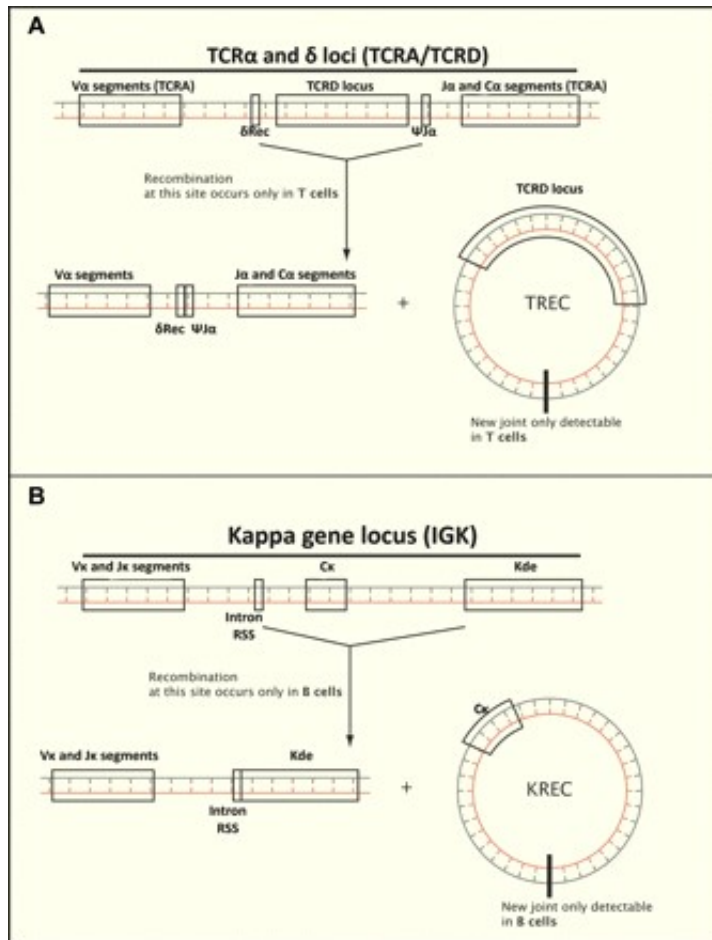 A
TCRα and δ loci (TCRA/TCRD)
Vα segments (TCRA)
TCRD locus
Jα and Cα segments (TCRA)
δRec
ΨJα
Recombination
at this site occurs only in T cells
TCRD locus
Vα segments
Jα and Cα segments
δRec
ΨJα
+
TREC
New joint only detectable
in T cells
B
Kappa gene locus (IGK)
Vκ and Jκ segments
Cκ
Kde
Intron
RSS
Recombination
at this site occurs only in B cells
Cκ
Vκ and Jκ segments
Kde
Intron
RSS
+
KREC
New joint only detectable
in B cells